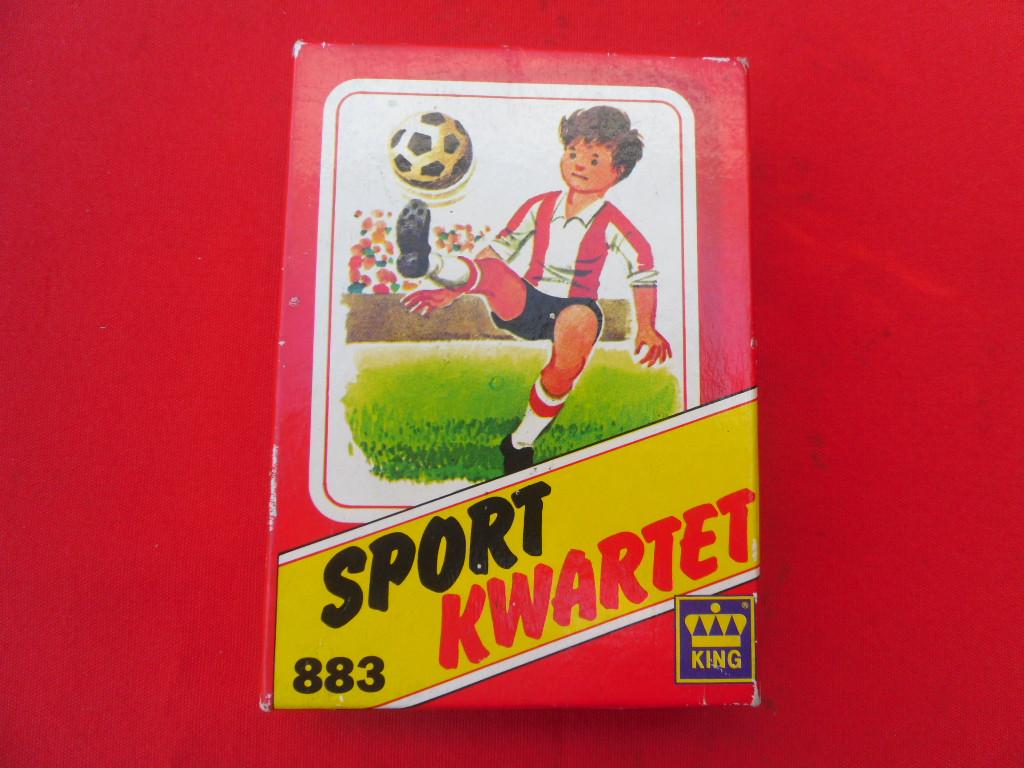 SPORT
KWARTET
883
KING
®